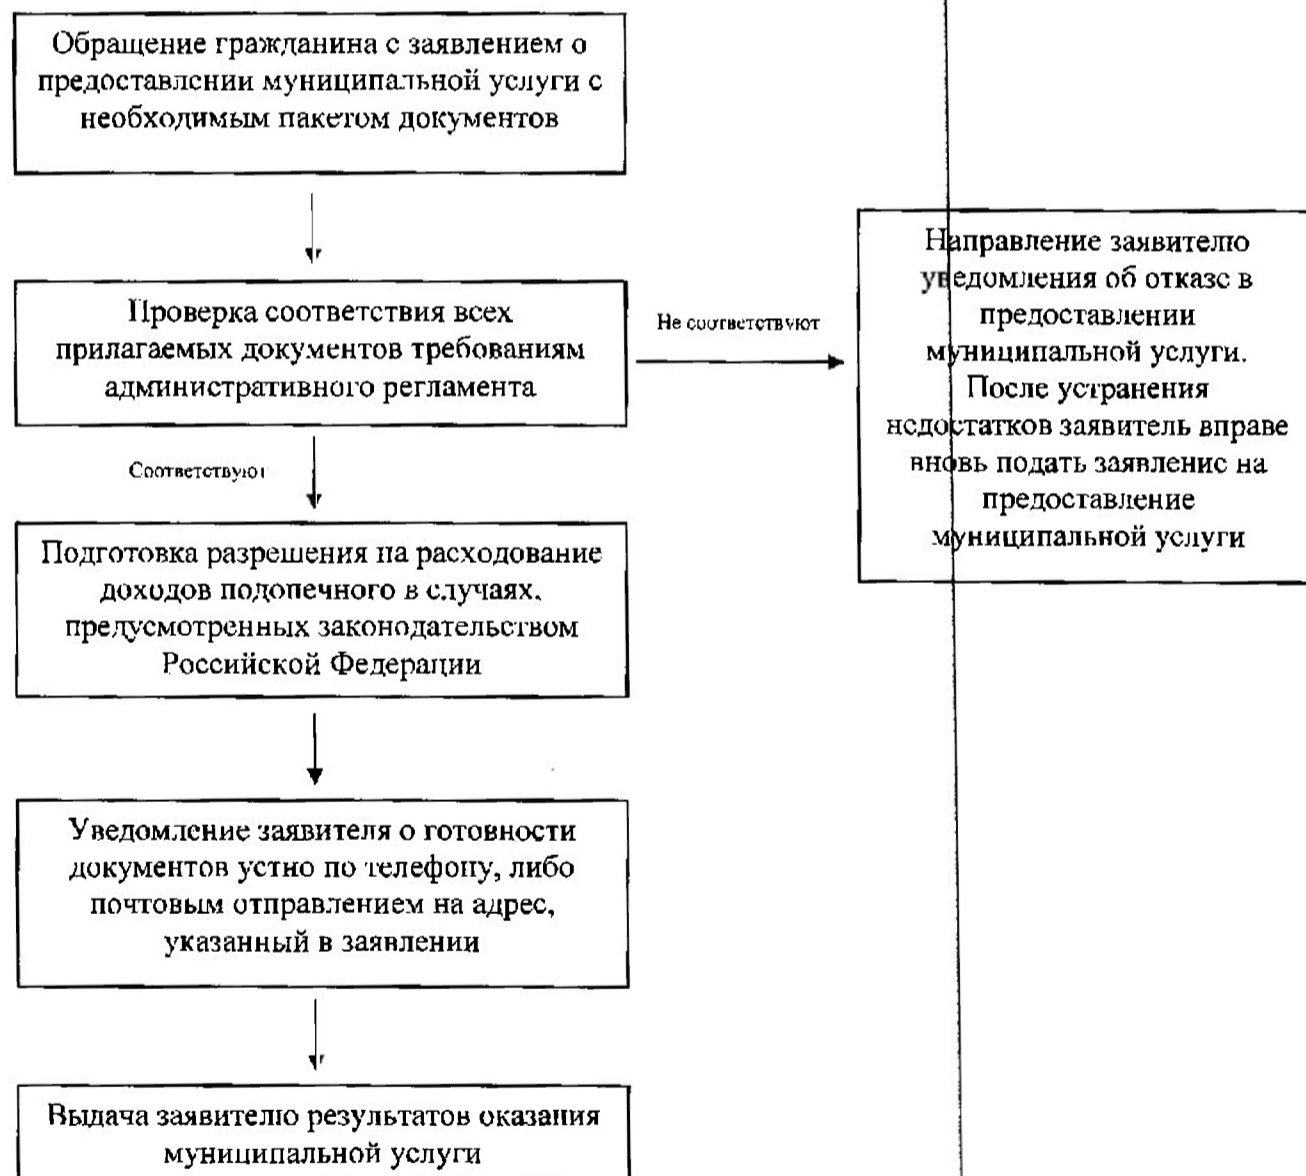 Обращение гражданина с заявлением о
предоставлении муниципальной услуги с
необходимым пакетом документов
Проверка соответствия всех
прилагаемых документов требованиям
административного регламента
Не соответствуют
Направление заявителю
уведомления об отказе в
предоставлении
муниципальной услуги.
После устранения
недостатков заявитель вправе
вновь подать заявление на
предоставление
муниципальной услуги
Соответствуют
Подготовка разрешения на расходование
доходов подопечного в случаях,
предусмотренных законодательством
Российской Федерации
Уведомление заявителя о готовности
документов устно по телефону, либо
почтовым отправлением на адрес,
указанный в заявлении
Выдача заявителю результатов оказания
муниципальной услуги